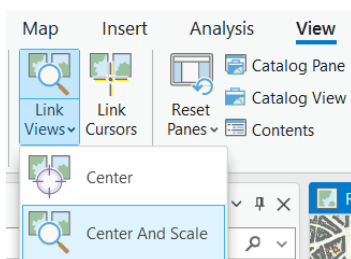 Map Insert Analysis View
Link Views
Link Cursors
Reset Panes
Catalog Pane
Catalog View
Contents
Center
Center And Scale